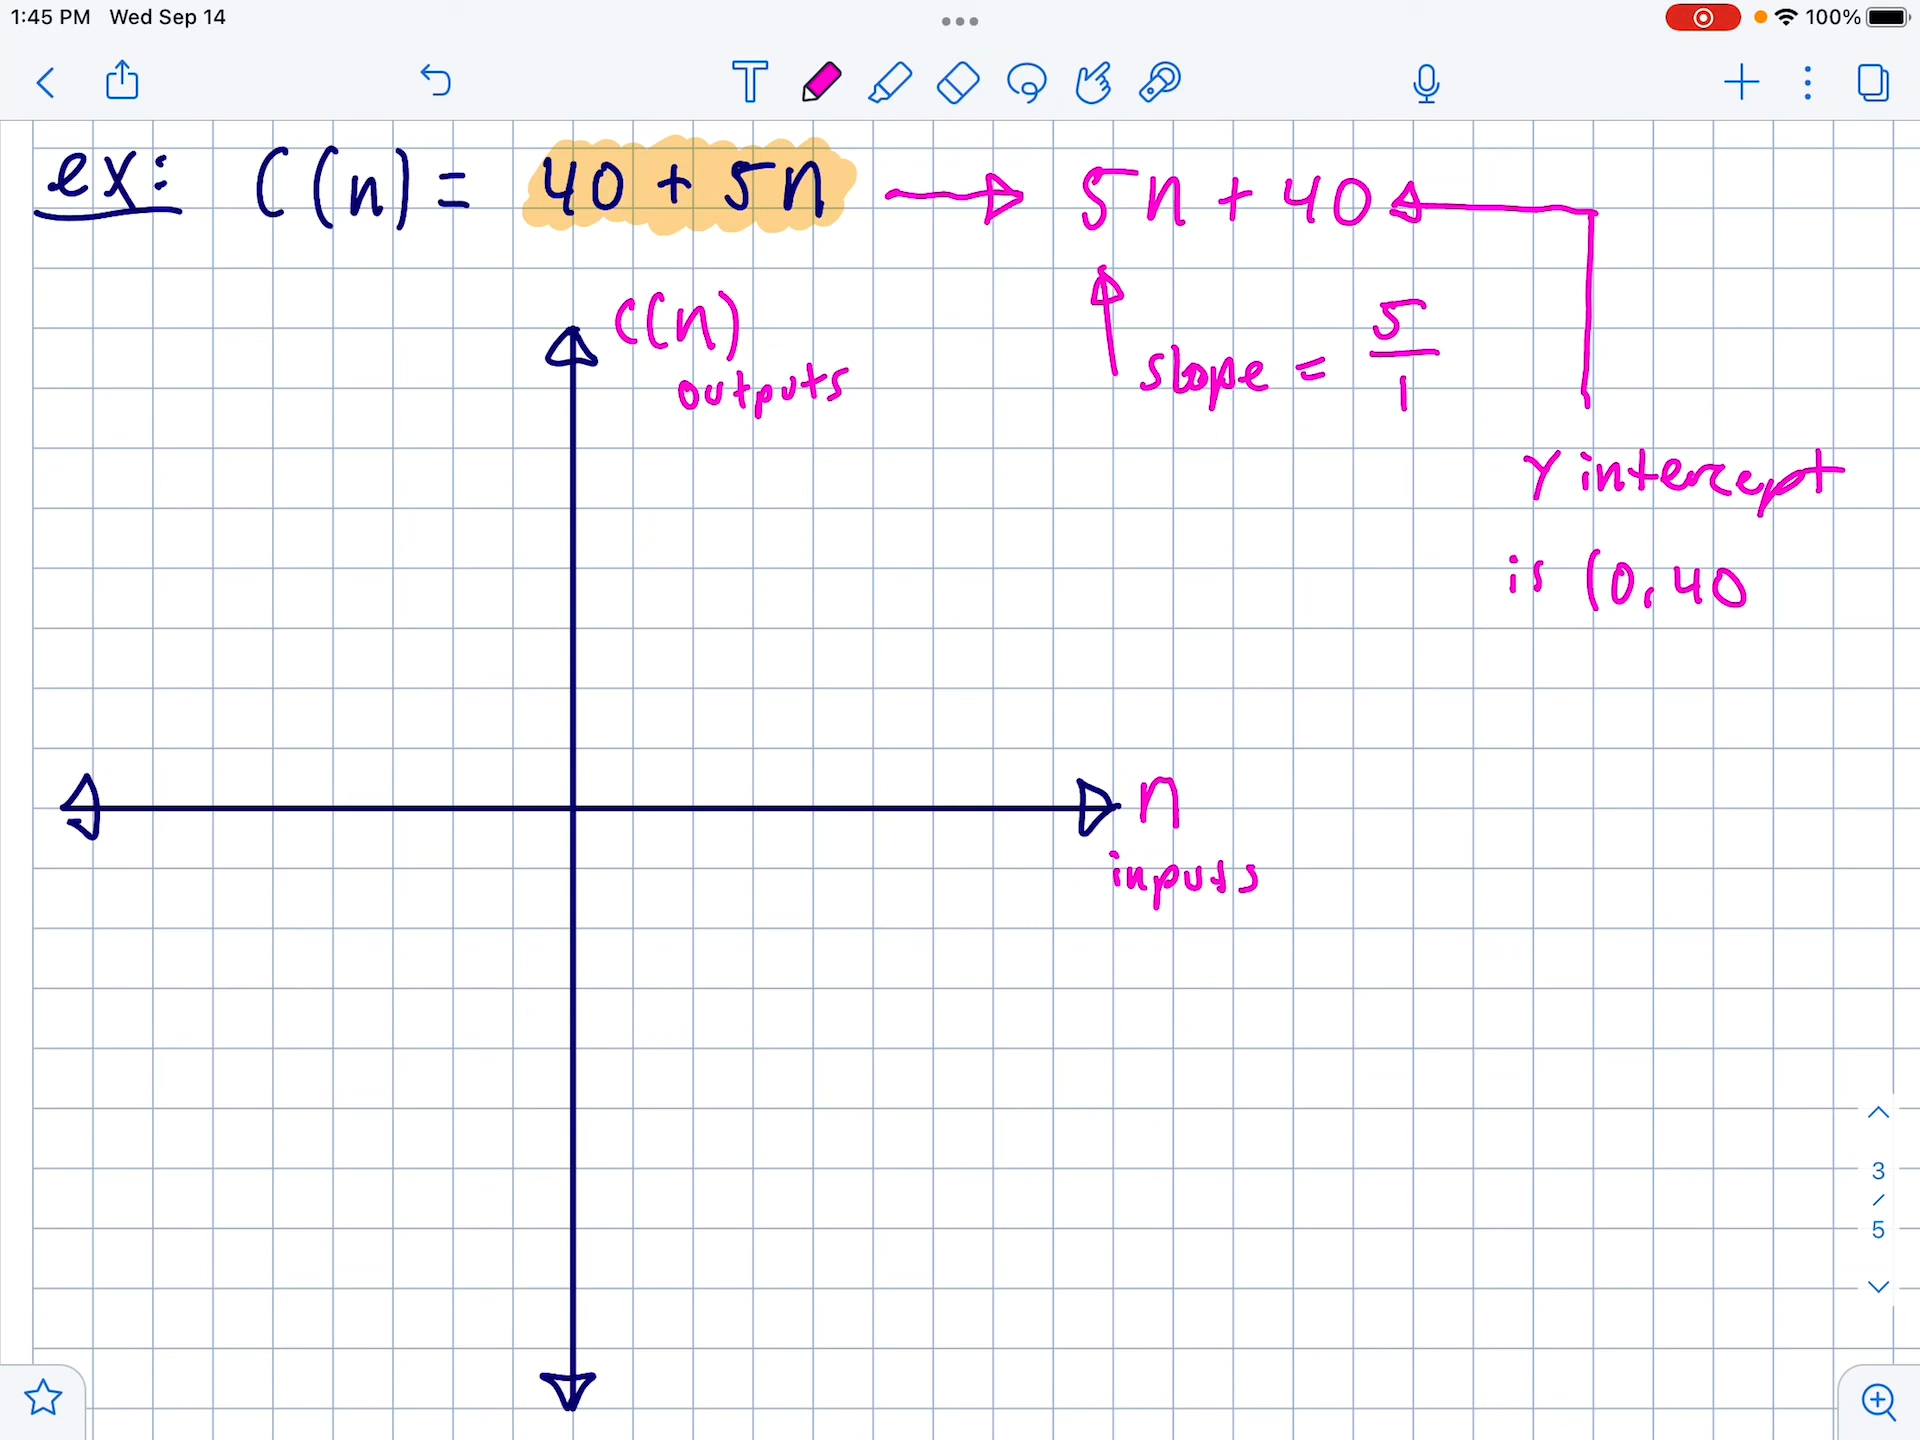 1:45 PM Wed Sep 14
100%
T
ex: C(n) = 40 + 5n → 5n + 40
C(n)
outputs
slope = 5/1
Y intercept
is (0,40
n
inputs
3
/
5